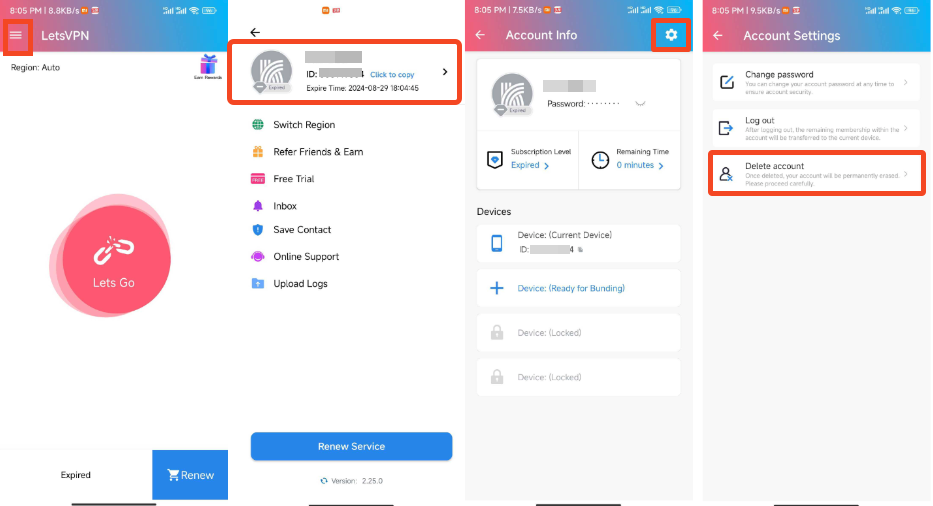 8:05 PM | 8.8KB/s
LetsVPN
Region: Auto
Earn Rewards
Lets Go
Expired
Renew
Expired
ID:
4
Click to copy
Expire Time: 2024-08-29 18:04:45
Switch Region
Refer Friends & Earn
FREE
Free Trial
Inbox
Save Contact
Online Support
Upload Logs
Renew Service
Version: 2.25.0
8:05 PM | 7.5KB/s
Account Info
Expired
Password: ········
Subscription Level
Expired
Remaining Time
0 minutes
Devices
Device: (Current Device)
ID:
4
Device: (Ready for Bunding)
Device: (Locked)
Device: (Locked)
8:05 PM | 9.5KB/s
Account Settings
Change password
You can change your account password at any time to
ensure account security.
Log out
After logging out, the remaining membership within the
account will be transferred to the current device.
Delete account
Once deleted, your account will be permanently erased.
Please proceed carefully.